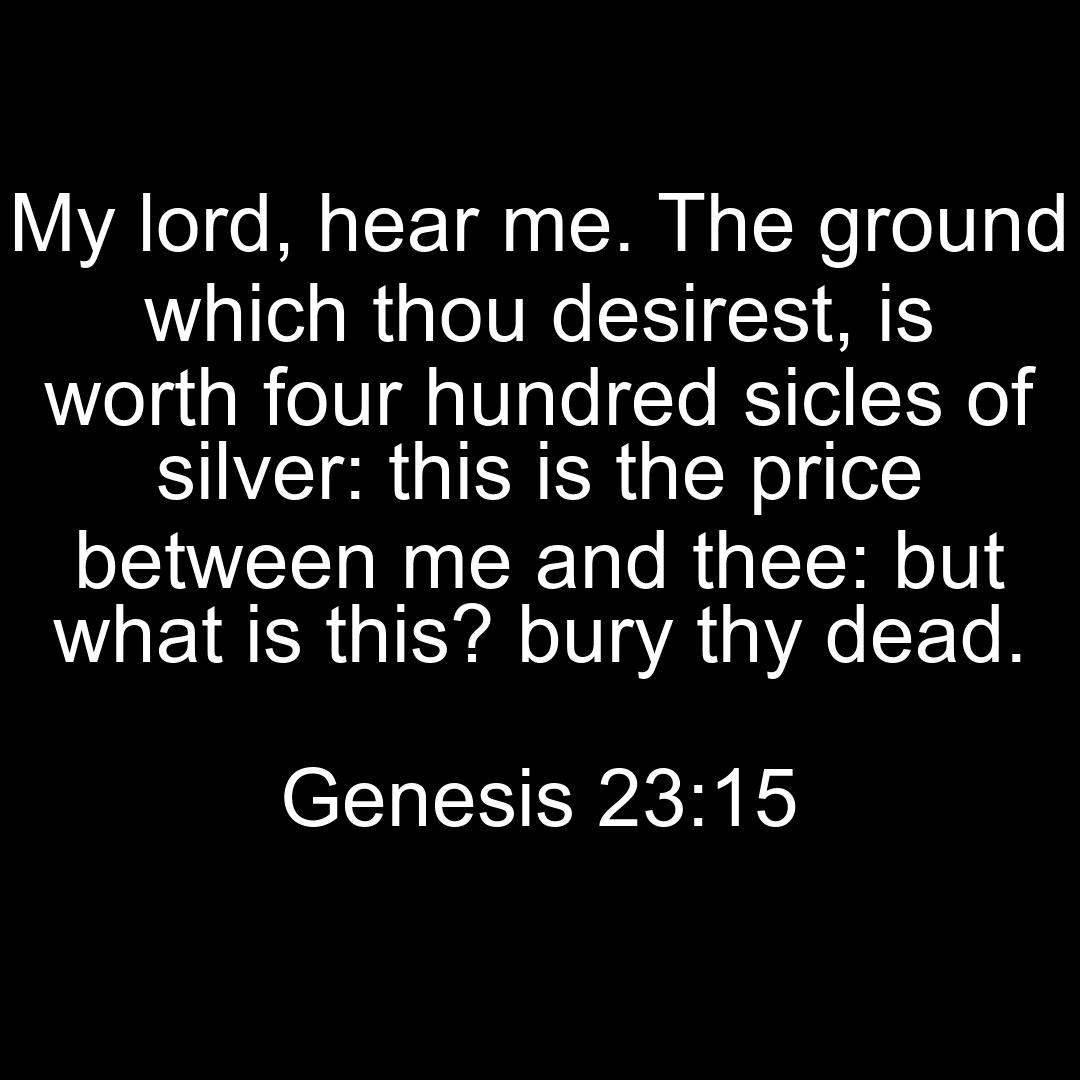 My lord, hear me. The ground
which thou desirest, is
worth four hundred sicles of
silver: this is the price
between me and thee: but
what is this? bury thy dead.
Genesis 23:15